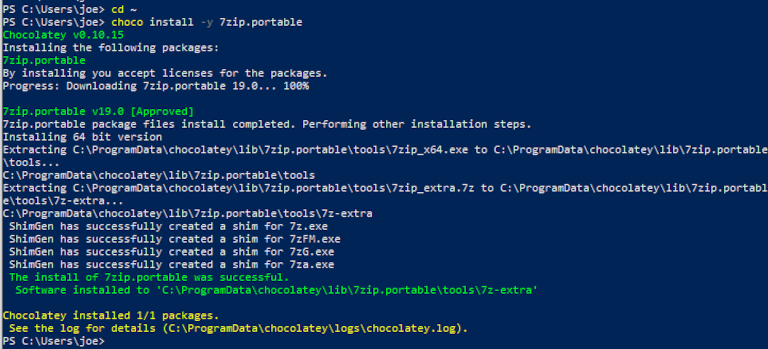 PS C:\Users\joe> cd ~
PS C:\Users\joe> choco install -y 7zip.portable
Chocolatey v0.10.15
Installing the following packages:
7zip.portable
By installing you accept licenses for the packages.
Progress: Downloading 7zip.portable 19.0... 100%
7zip.portable v19.0 [Approved]
7zip.portable package files install completed. Performing other installation steps.
Installing 64 bit version
Extracting C:\ProgramData\chocolatey\lib\7zip.portable\tools\7zip_x64.exe to C:\ProgramData\chocolatey\lib\7zip.portable
\tools...
C:\ProgramData\chocolatey\lib\7zip.portable\tools
Extracting C:\ProgramData\chocolatey\lib\7zip.portable\tools\7zip_extra.7z to C:\ProgramData\chocolatey\lib\7zip.portabl
e\tools\7z-extra...
C:\ProgramData\chocolatey\lib\7zip.portable\tools\7z-extra
ShimGen has successfully created a shim for 7z.exe
ShimGen has successfully created a shim for 7zFM.exe
ShimGen has successfully created a shim for 7zG.exe
ShimGen has successfully created a shim for 7za.exe
The install of 7zip.portable was successful.
Software installed to 'C:\ProgramData\chocolatey\lib\7zip.portable\tools\7z-extra'
Chocolatey installed 1/1 packages.
See the log for details (C:\ProgramData\chocolatey\logs\chocolatey.log).
PS C:\Users\joe>